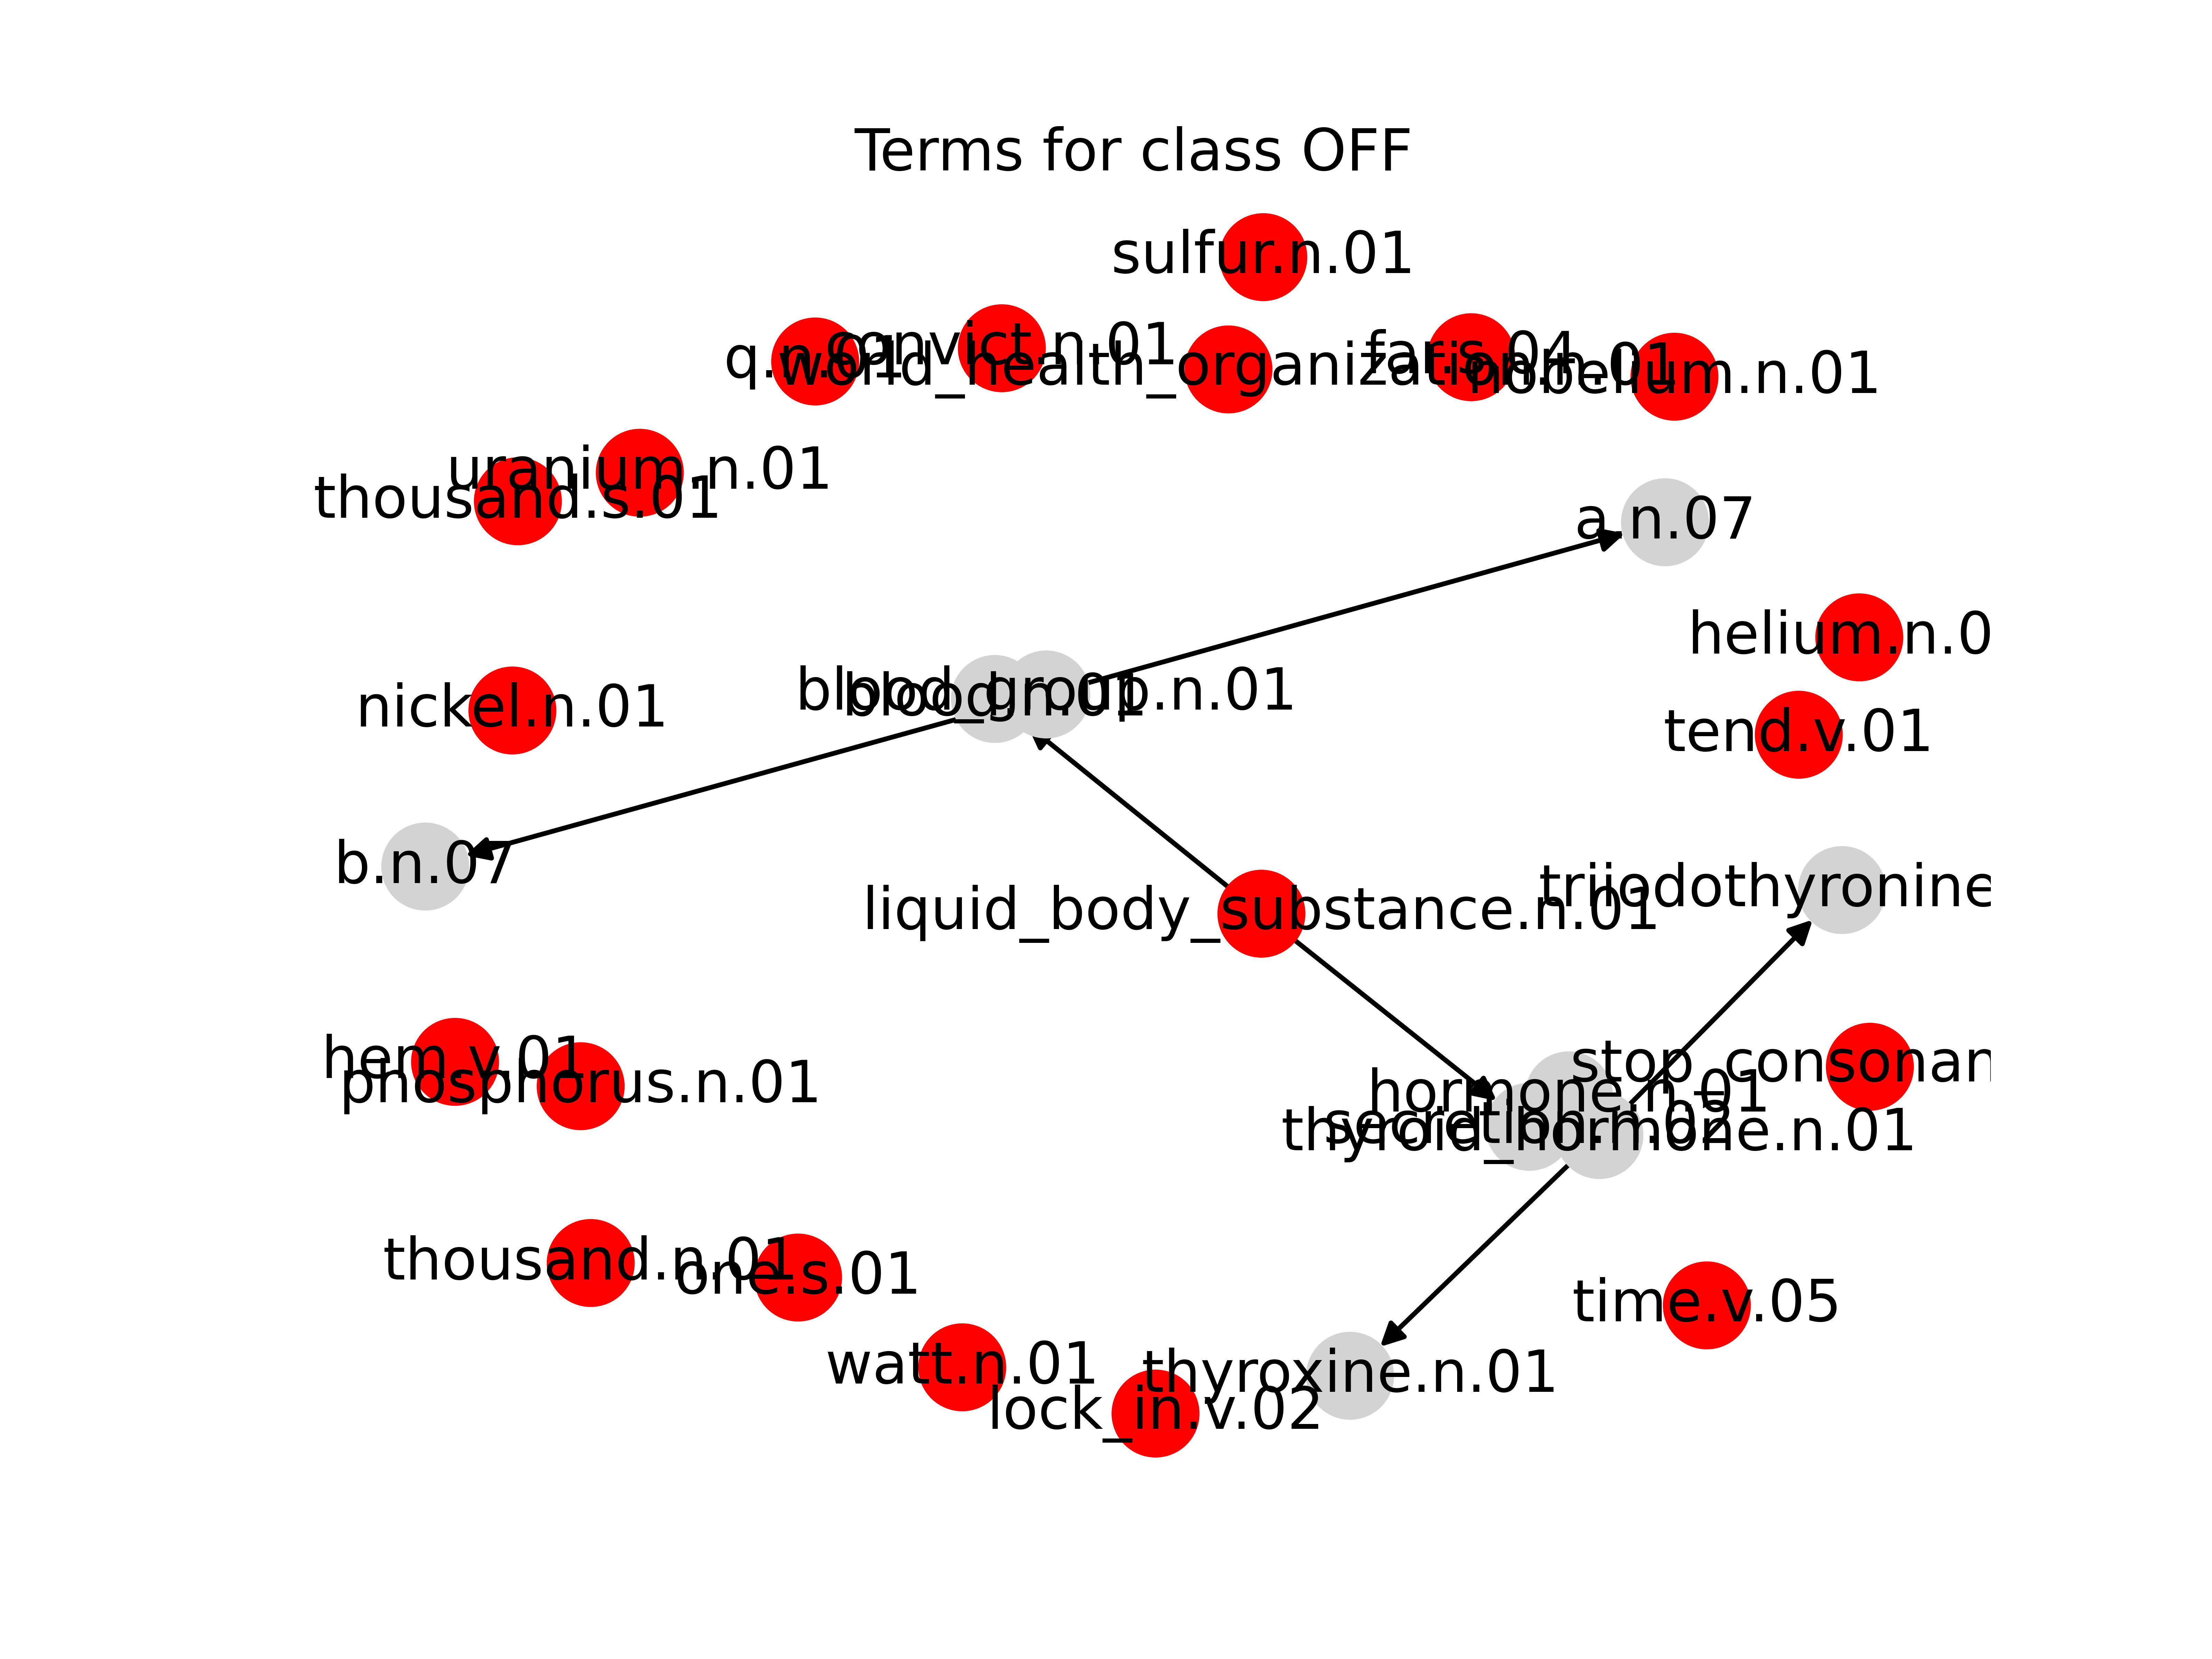 Terms for class OFF
sulfur.n.01
convict.n.01
q.n.01
world_health_organization.n.01
far.s.04
nobelium.n.01
uranium.n.01
thousand.s.01
a.n.07
helium.n.0
blood_group.n.01
blood.n.01
nickel.n.01
tend.v.01
b.n.07
triiodothyronine
liquid_body_substance.n.01
hem.v.01
phosphorus.n.01
stop_consonan
hormone.n.01
secretion.n.02
thyroid_hormone.n.01
thousand.n.01
one.s.01
time.v.05
watt.n.01
thyroxine.n.01
lock_in.v.02